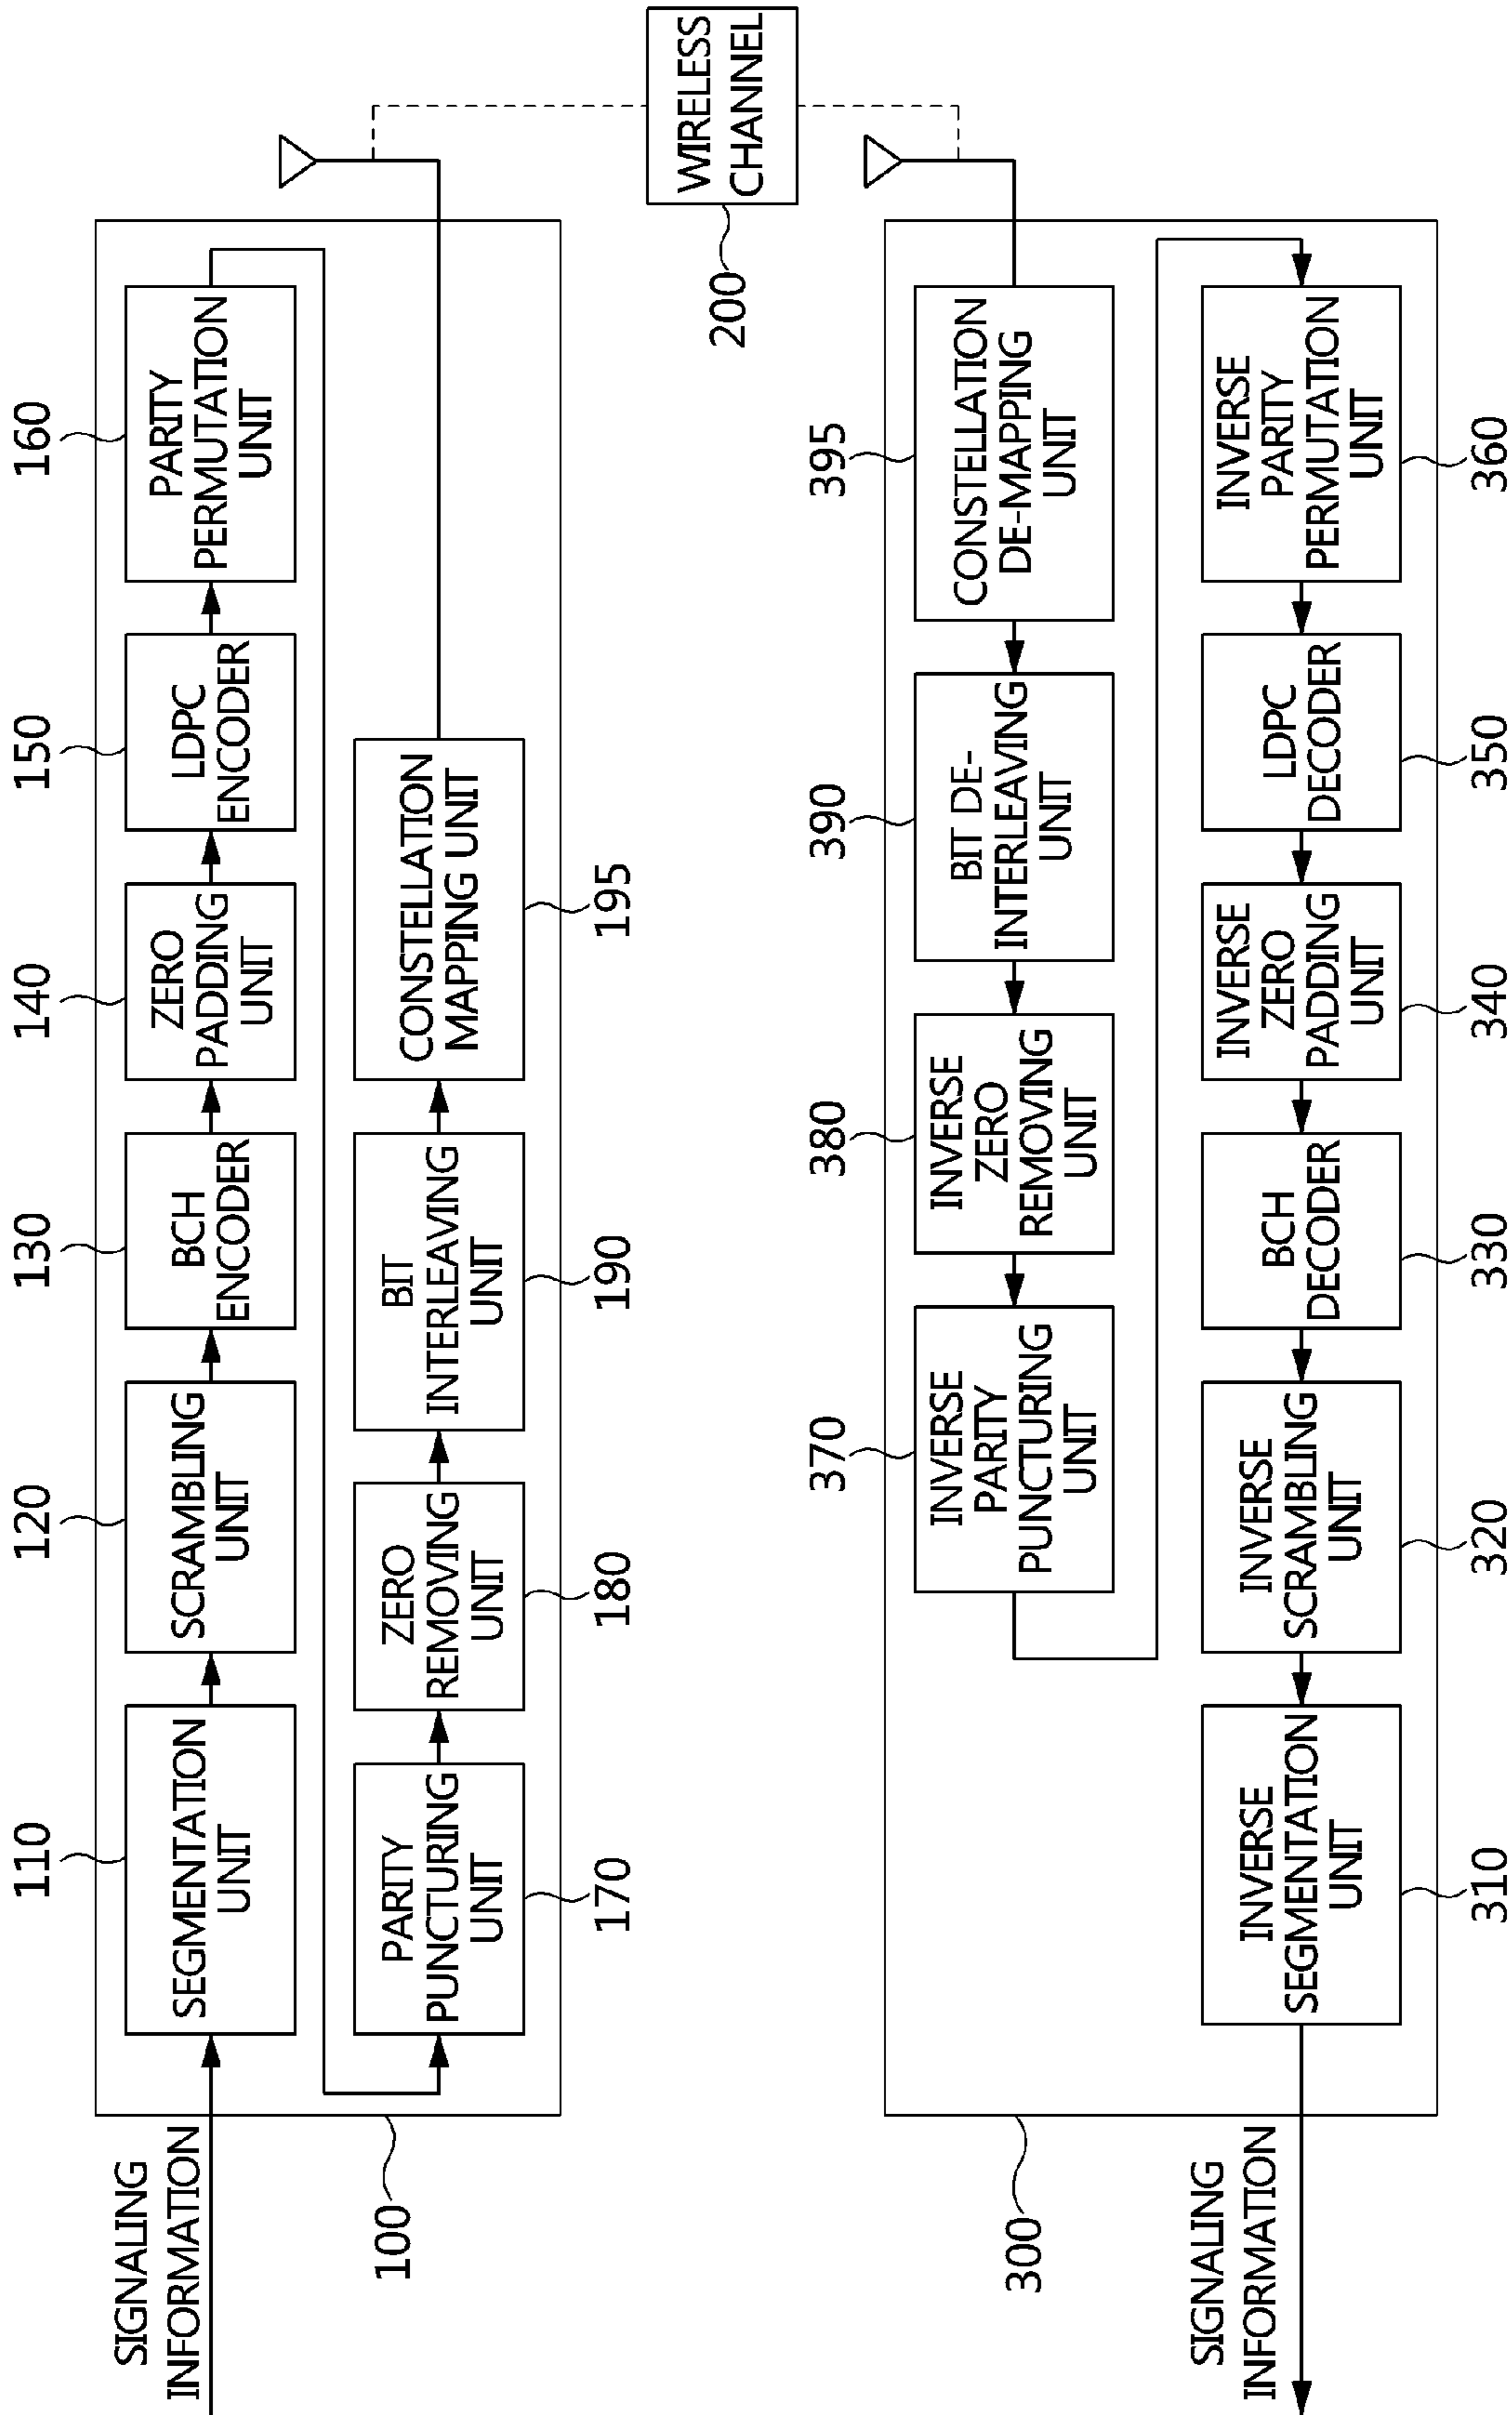 110
120
130
140
150
160
SIGNALING
INFORMATION
SEGMENTATION
UNIT
SCRAMBLING
UNIT
BCH
ENCODER
ZERO
PADDING
UNIT
LDPC
ENCODER
PARITY
PERMUTATION
UNIT
PARITY
PUNCTURING
UNIT
ZERO
REMOVING
UNIT
BIT
INTERLEAVING
UNIT
CONSTELLATION
MAPPING UNIT
100
170
180
190
195
WIRELESS
CHANNEL
200
370
380
390
395
INVERSE
PARITY
PUNCTURING
UNIT
INVERSE
ZERO
REMOVING
UNIT
BIT DE-
INTERLEAVING
UNIT
CONSTELLATION
DE-MAPPING
UNIT
300
SIGNALING
INFORMATION
INVERSE
SEGMENTATION
UNIT
INVERSE
SCRAMBLING
UNIT
BCH
DECODER
INVERSE
ZERO
PADDING
UNIT
LDPC
DECODER
INVERSE
PARITY
PERMUTATION
UNIT
310
320
330
340
350
360